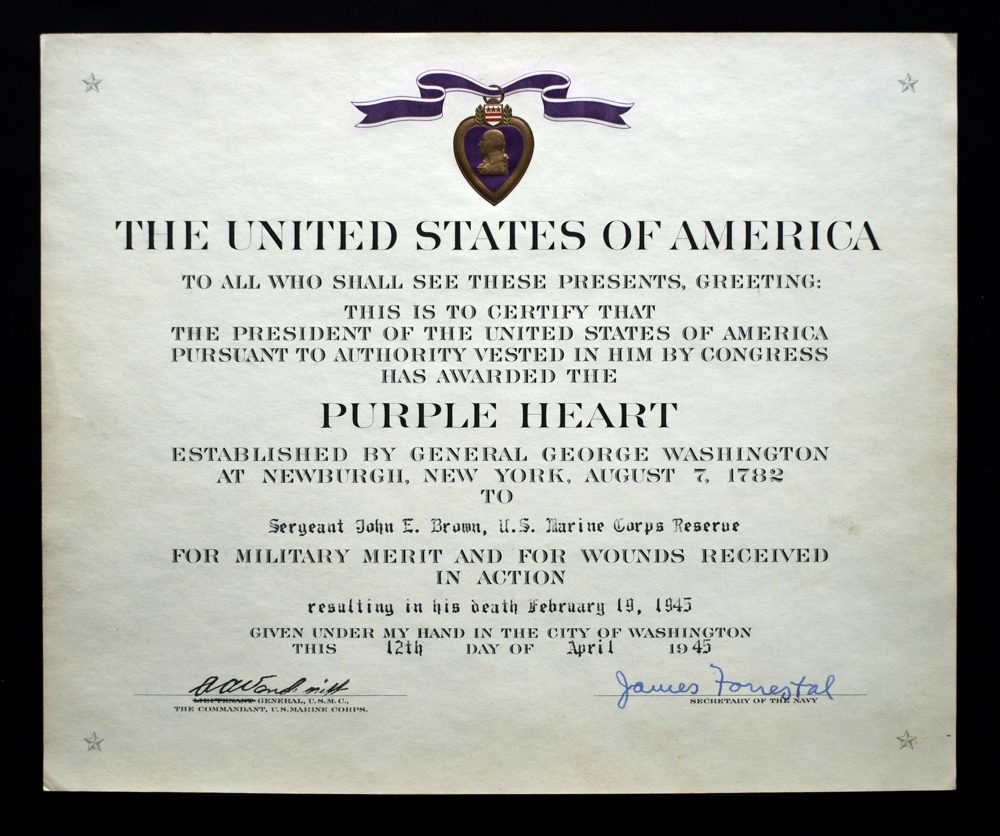 THE UNITED STATES OF AMERICA
TO ALL WHO SHALL SEE THESE PRESENTS, GREETING:
THIS IS TO CERTIFY THAT
THE PRESIDENT OF THE UNITED STATES OF AMERICA
PURSUANT TO AUTHORITY VESTED IN HIM BY CONGRESS
HAS AWARDED THE
PURPLE HEART
ESTABLISHED BY GENERAL GEORGE WASHINGTON
AT NEWBURGH, NEW YORK, AUGUST 7, 1782
TO
Sergeant John E. Brown, U.S. Marine Corps Reserve
FOR MILITARY MERIT AND FOR WOUNDS RECEIVED
IN ACTION
resulting in his death February 19, 1945
GIVEN UNDER MY HAND IN THE CITY OF WASHINGTON
THIS 12th DAY OF April 1945
AAVandegrift James Forrestal
LIEUTENANT GENERAL, U.S.M.C., SECRETARY OF THE NAVY
THE COMMANDANT, U.S.MARINE CORPS.